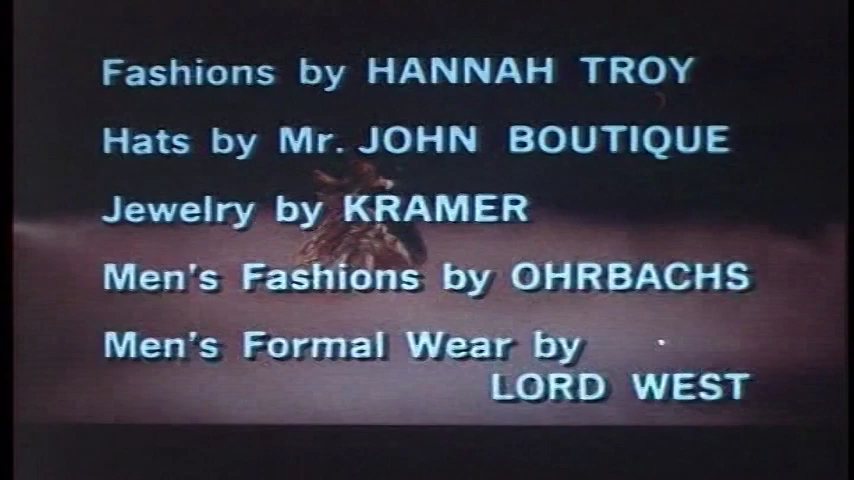 Fashions by HANNAH TROY
Hats by Mr. JOHN BOUTIQUE
Jewelry by KRAMER
Men's Fashions by OHRBACHS
Men's Formal Wear by
LORD WEST